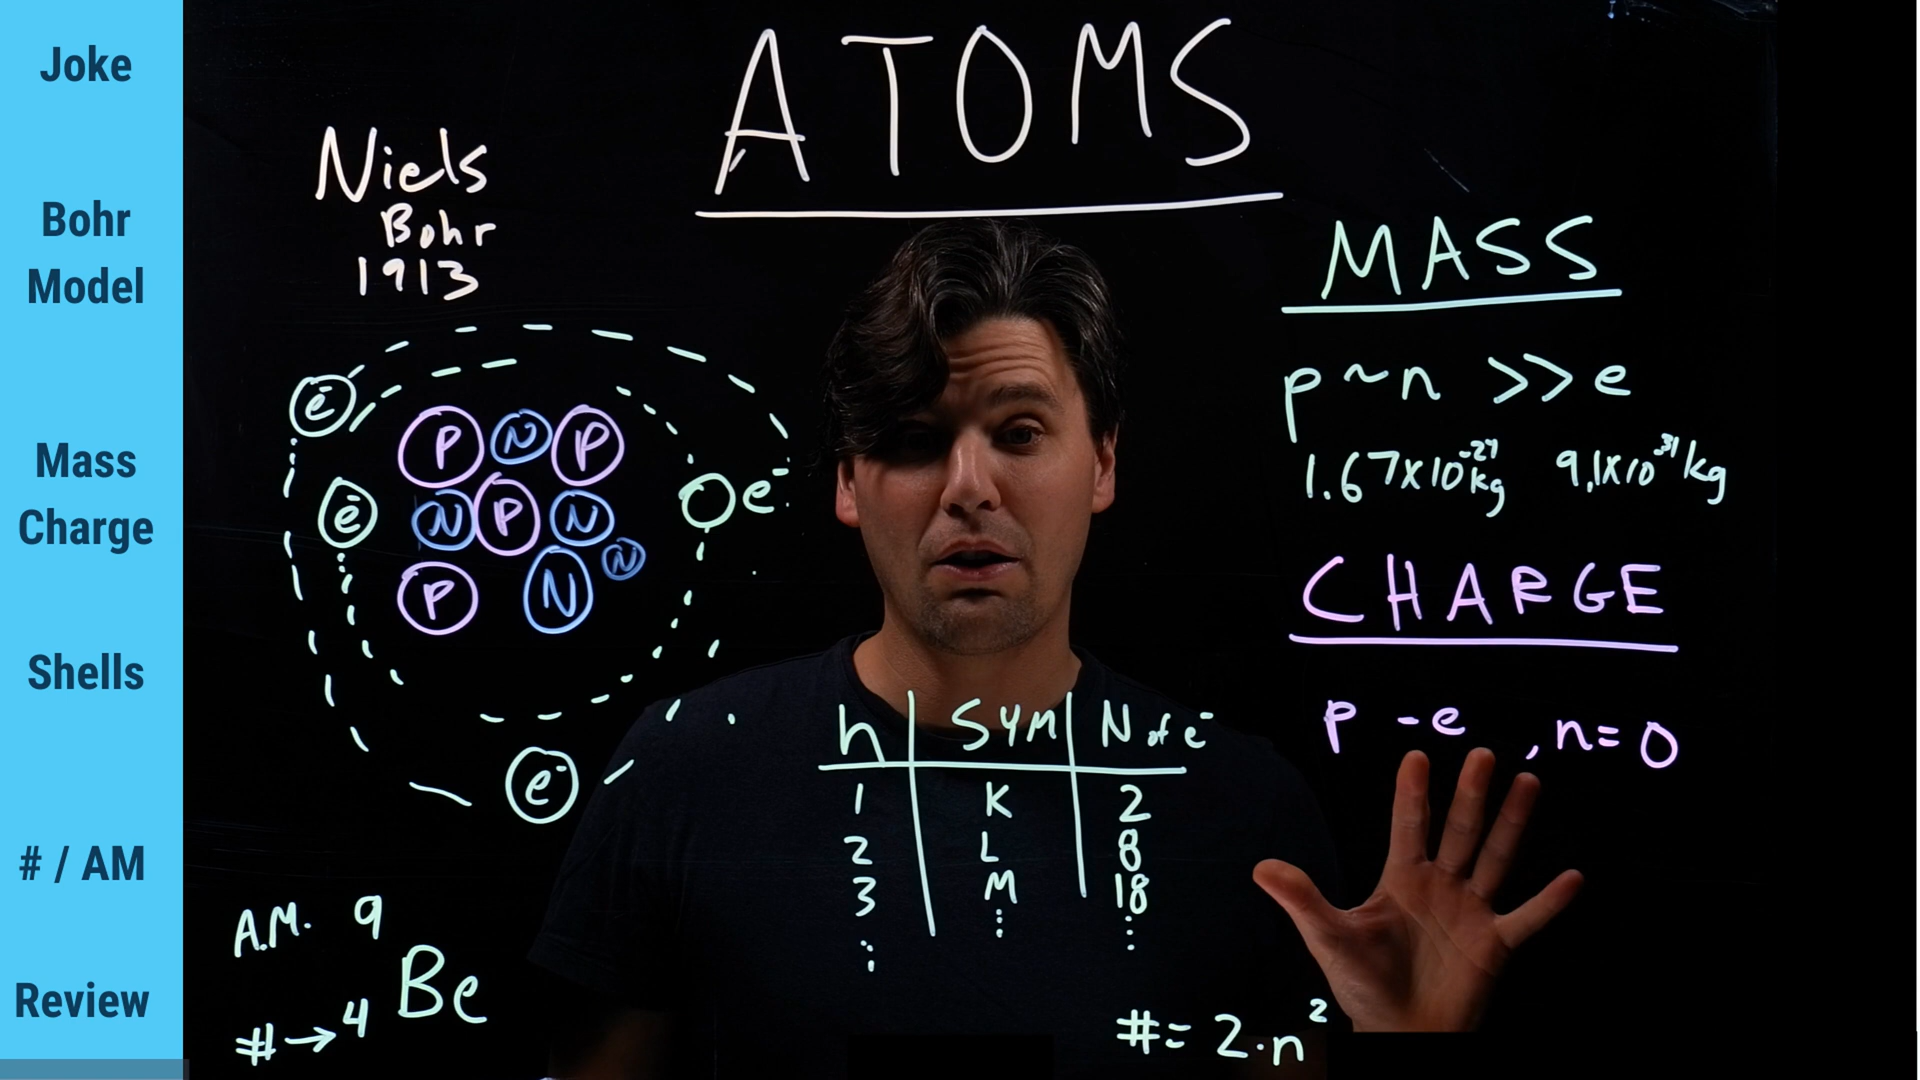 Joke
Bohr
Model
Mass
Charge
Shells
# / AM
Review
ATOMS
Niels
Bohr
1913
e⁻
P N P
e⁻ N P N e⁻
N
P N
e⁻
A.M. 9
Be
# → 4
n | SYM | N of e⁻
1 K 2
2 L 8
3 M 18
⋮ ⋮ ⋮
# = 2·n²
MASS
p ~ n >> e
1.67x10⁻²⁷ kg 9,1x10⁻³¹ kg
CHARGE
p -e , n= 0